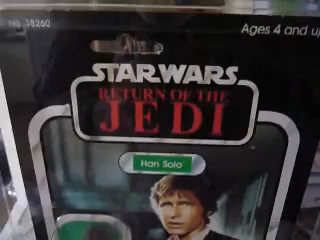 NO. 38260
Ages 4 and up
STAR WARS
RETURN OF THE
JEDI
Han Solo